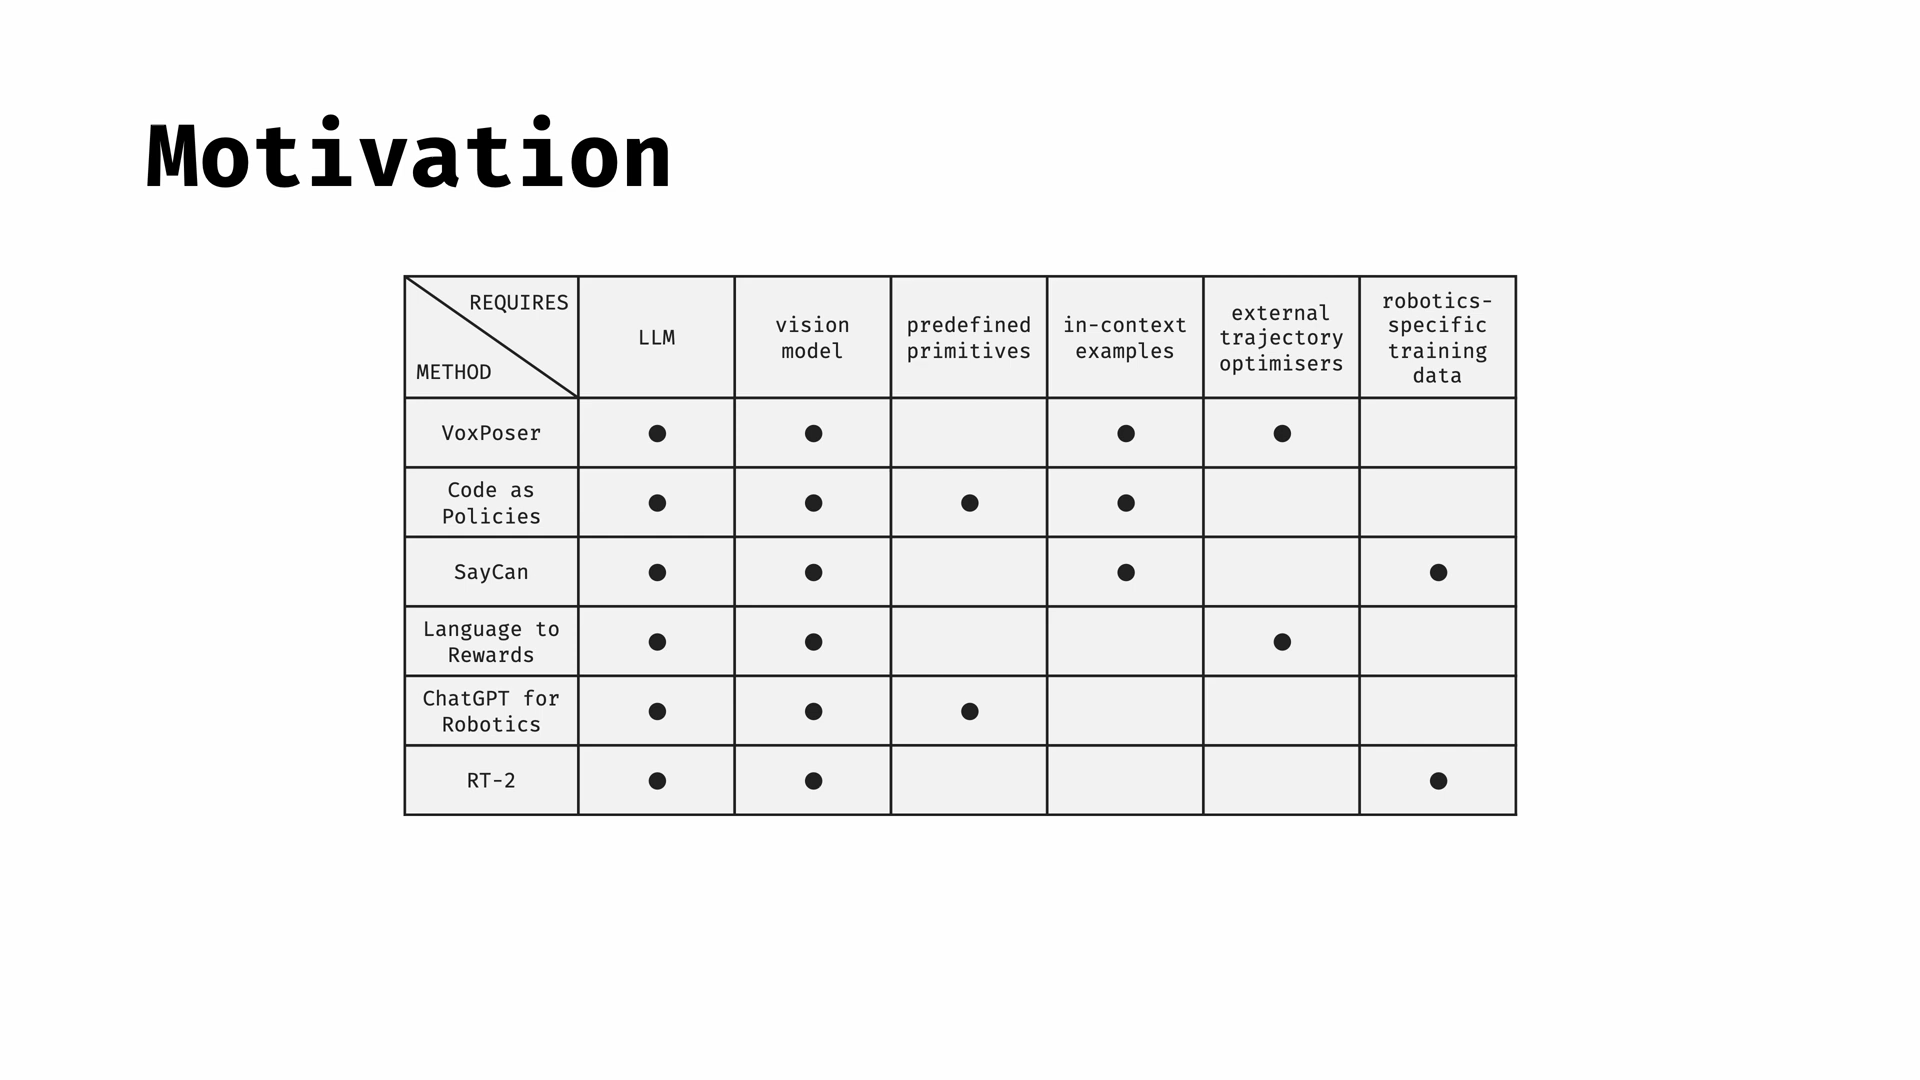 Motivation
REQUIRES
METHOD
LLM
vision
model
predefined
primitives
in-context
examples
external
trajectory
optimisers
robotics-
specific
training
data
VoxPoser
Code as
Policies
SayCan
Language to
Rewards
ChatGPT for
Robotics
RT-2